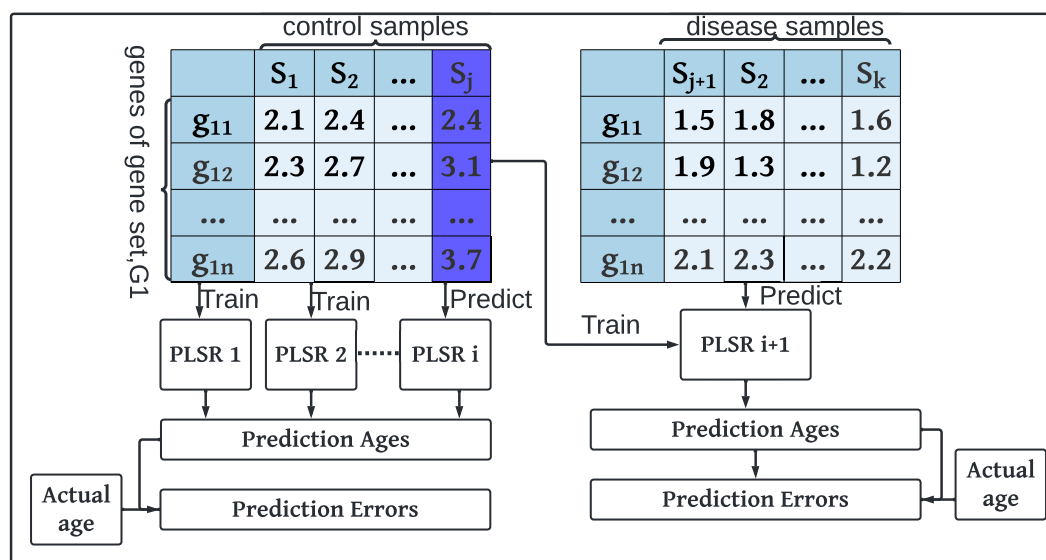 control samples
genes of gene set,G1
S1 S2 ... Sj
g11 2.1 2.4 ... 2.4
g12 2.3 2.7 ... 3.1
... ... ... ... ...
g1n 2.6 2.9 ... 3.7
Train Train Predict
PLSR 1 PLSR 2 PLSR i
Prediction Ages
Actual
age
Prediction Errors
disease samples
Sj+1 S2 ... Sk
g11 1.5 1.8 ... 1.6
g12 1.9 1.3 ... 1.2
... ... ... ... ...
g1n 2.1 2.3 ... 2.2
Predict
Train
PLSR i+1
Prediction Ages
Prediction Errors
Actual
age